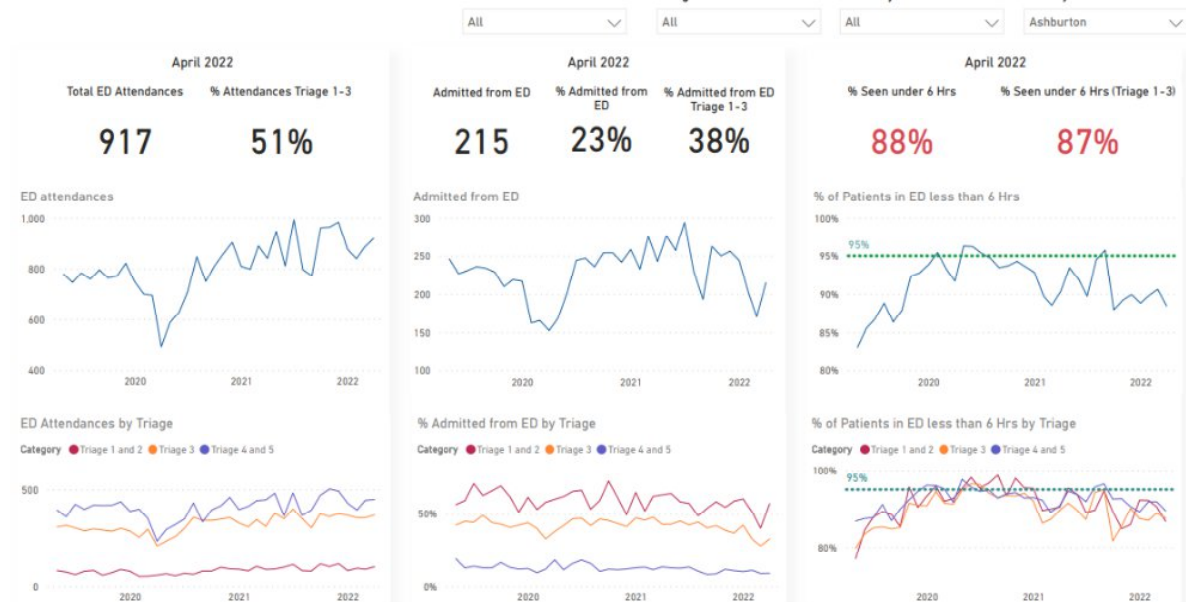 All All All Ashburton
April 2022
Total ED Attendances % Attendances Triage 1-3
917 51%
ED attendances
1,000
800
600
400
2020 2021 2022
ED Attendances by Triage
Category Triage 1 and 2 Triage 3 Triage 4 and 5
500
0
2020 2021 2022
April 2022
Admitted from ED % Admitted from ED % Admitted from ED Triage 1-3
215 23% 38%
Admitted from ED
300
250
200
150
100
2020 2021 2022
% Admitted from ED by Triage
Category Triage 1 and 2 Triage 3 Triage 4 and 5
50%
0%
2020 2021 2022
April 2022
% Seen under 6 Hrs % Seen under 6 Hrs (Triage 1-3)
88% 87%
% of Patients in ED less than 6 Hrs
100%
95%
95%
90%
85%
80%
2020 2021 2022
% of Patients in ED less than 6 Hrs by Triage
Category Triage 1 and 2 Triage 3 Triage 4 and 5
100%
95%
80%
2020 2021 2022